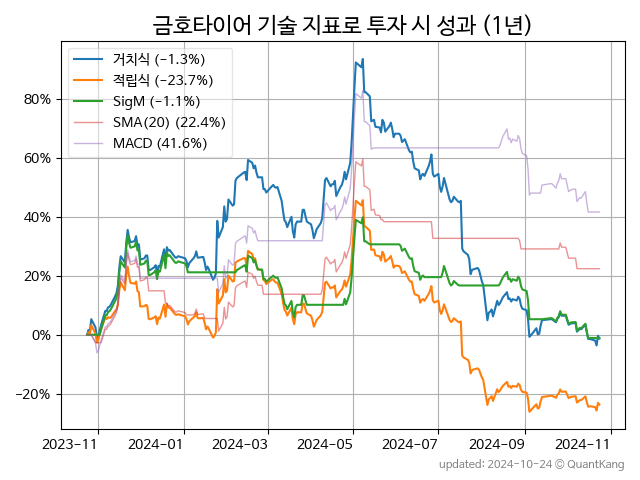 금호타이어 기술 지표로 투자 시 성과 (1년)
거치식 (-1.3%)
적립식 (-23.7%)
SigM (-1.1%)
SMA(20) (22.4%)
MACD (41.6%)
80%
60%
40%
20%
0%
-20%
2023-11 2024-01 2024-03 2024-05 2024-07 2024-09 2024-11
updated: 2024-10-24 © QuantKang